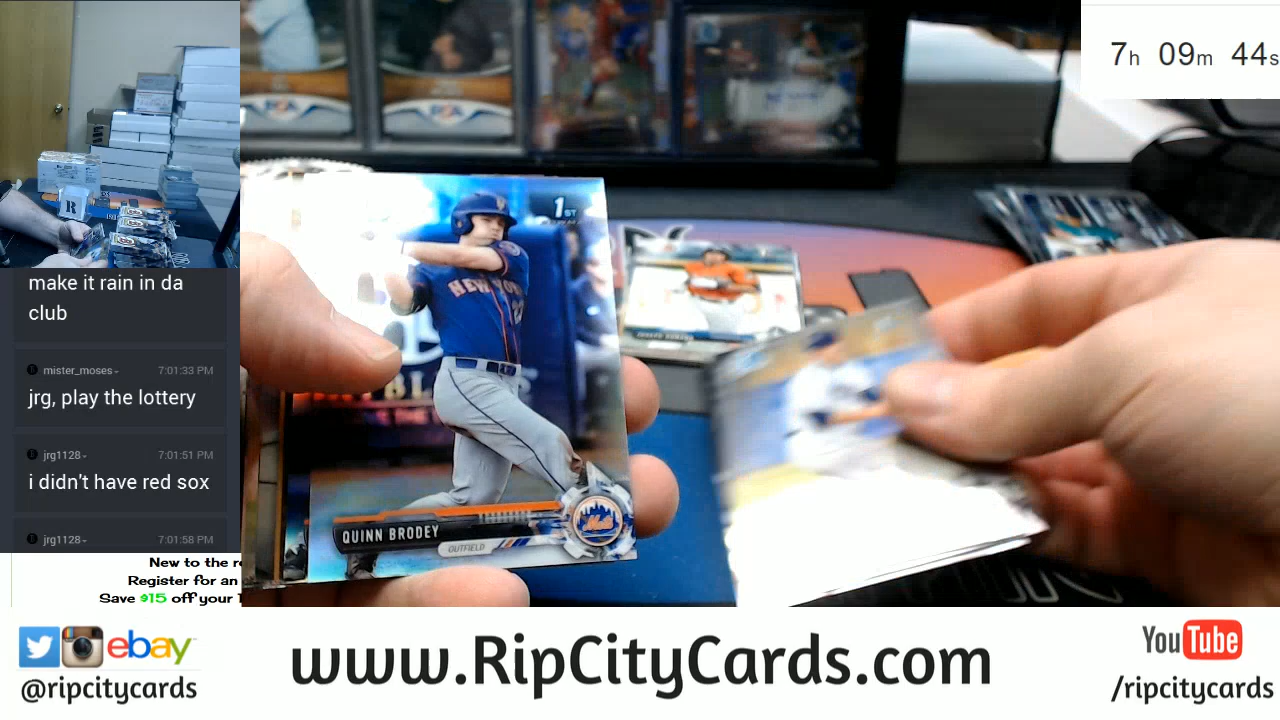 7h 09m 44s
make it rain in da
club
mister_moses 7:01:33 PM
jrg, play the lottery
jrg1128 7:01:51 PM
i didn't have red sox
jrg1128 7:01:58 PM
New to the r
Register for an
Save $15 off your
1ST
NEW YORK
22
QUINN BRODEY
OUTFIELD
Mets
R
ebay
@ripcitycards
www.RipCityCards.com
YouTube
/ripcitycards